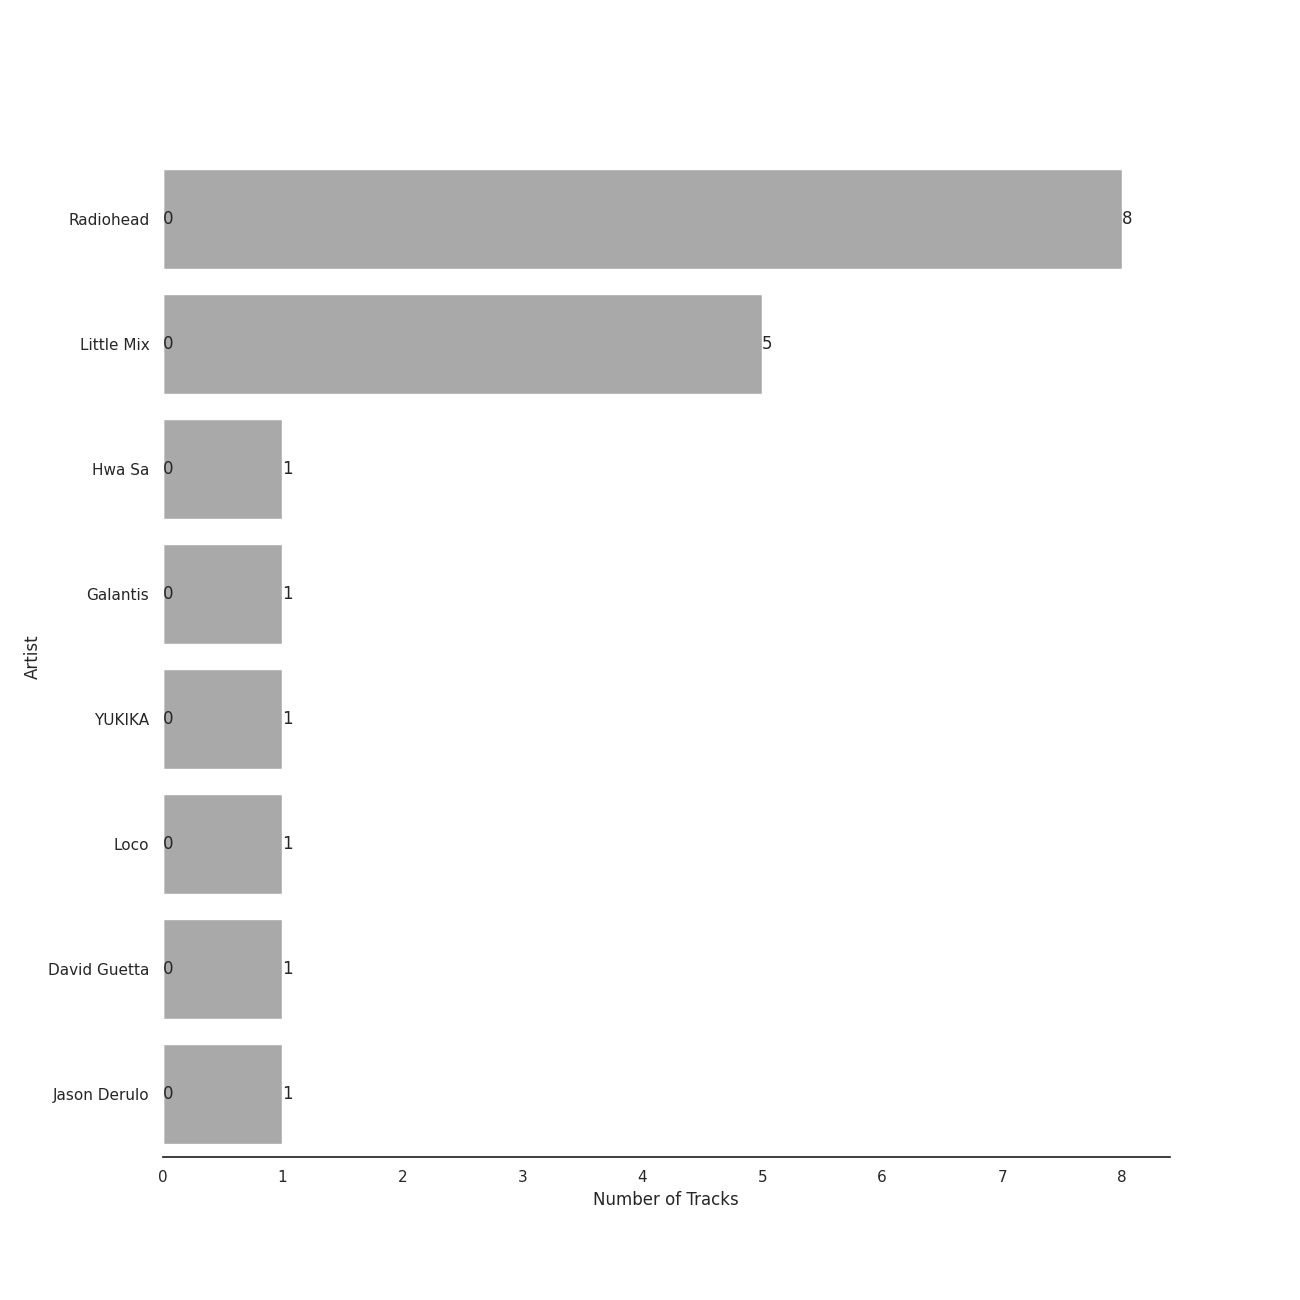 Radiohead 0 8
Little Mix 0 5
Hwa Sa 0 1
Galantis 0 1
Artist
YUKIKA 0 1
Loco 0 1
David Guetta 0 1
Jason Derulo 0 1
0 1 2 3 4 5 6 7 8
Number of Tracks